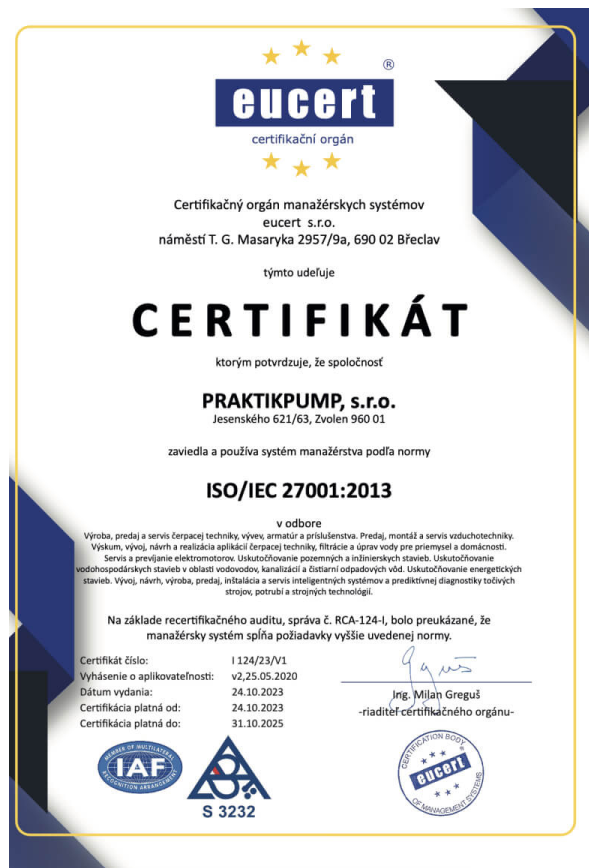 ®
eucert
certifikační orgán
Certifikačný orgán manažérskych systémov
eucert s.r.o.
náměstí T. G. Masaryka 2957/9a, 690 02 Břeclav
týmto udeľuje
CERTIFIKÁT
ktorým potvrdzuje, že spoločnosť
PRAKTIKPUMP, s.r.o.
Jesenského 621/63, Zvolen 960 01
zaviedla a používa systém manažérstva podľa normy
ISO/IEC 27001:2013
v odbore
Výroba, predaj a servis čerpacej techniky, vývev, armatúr a príslušenstva. Predaj, montáž a servis vzduchotechniky.
Výskum, vývoj, návrh a realizácia aplikácií čerpacej techniky, filtrácie a úprav vody pre priemysel a domácnosti.
Servis a prevíjanie elektromotorov. Uskutočňovanie pozemných a inžinierskych stavieb. Uskutočňovanie
vodohospodárskych stavieb v oblasti vodovodov, kanalizácií a čistiarní odpadových vôd. Uskutočňovanie energetických
stavieb. Vývoj, návrh, výroba, predaj, inštalácia a servis inteligentných systémov a prediktívnej diagnostiky točivých
strojov, potrubí a strojných technológií.
Na základe recertifikačného auditu, správa č. RCA-124-I, bolo preukázané, že
manažérsky systém spĺňa požiadavky vyššie uvedenej normy.
Certifikát číslo: I 124/23/V1
Vyhásenie o aplikovateľnosti: v2,25.05.2020
Dátum vydania: 24.10.2023
Certifikácia platná od: 24.10.2023
Certifikácia platná do: 31.10.2025
Ing. Milan Greguš
-riaditeľ certifikačného orgánu-
MEMBER OF MULTILATERAL
IAF
RECOGNITION ARRANGEMENT
S 3232
CERTIFICATION BODY
eucert
OF MANAGEMENT SYSTEMS